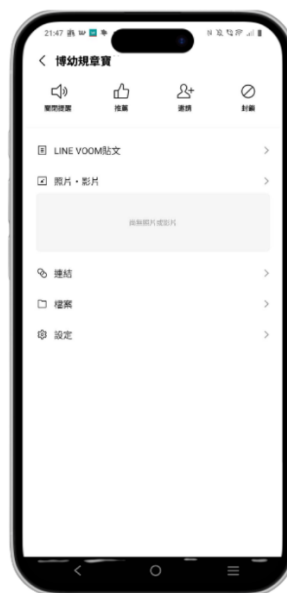 21:47
博幼規章寶
關閉提醒 推薦 邀請 封鎖
LINE VOOM貼文
照片・影片
尚無照片或影片
連結
檔案
設定